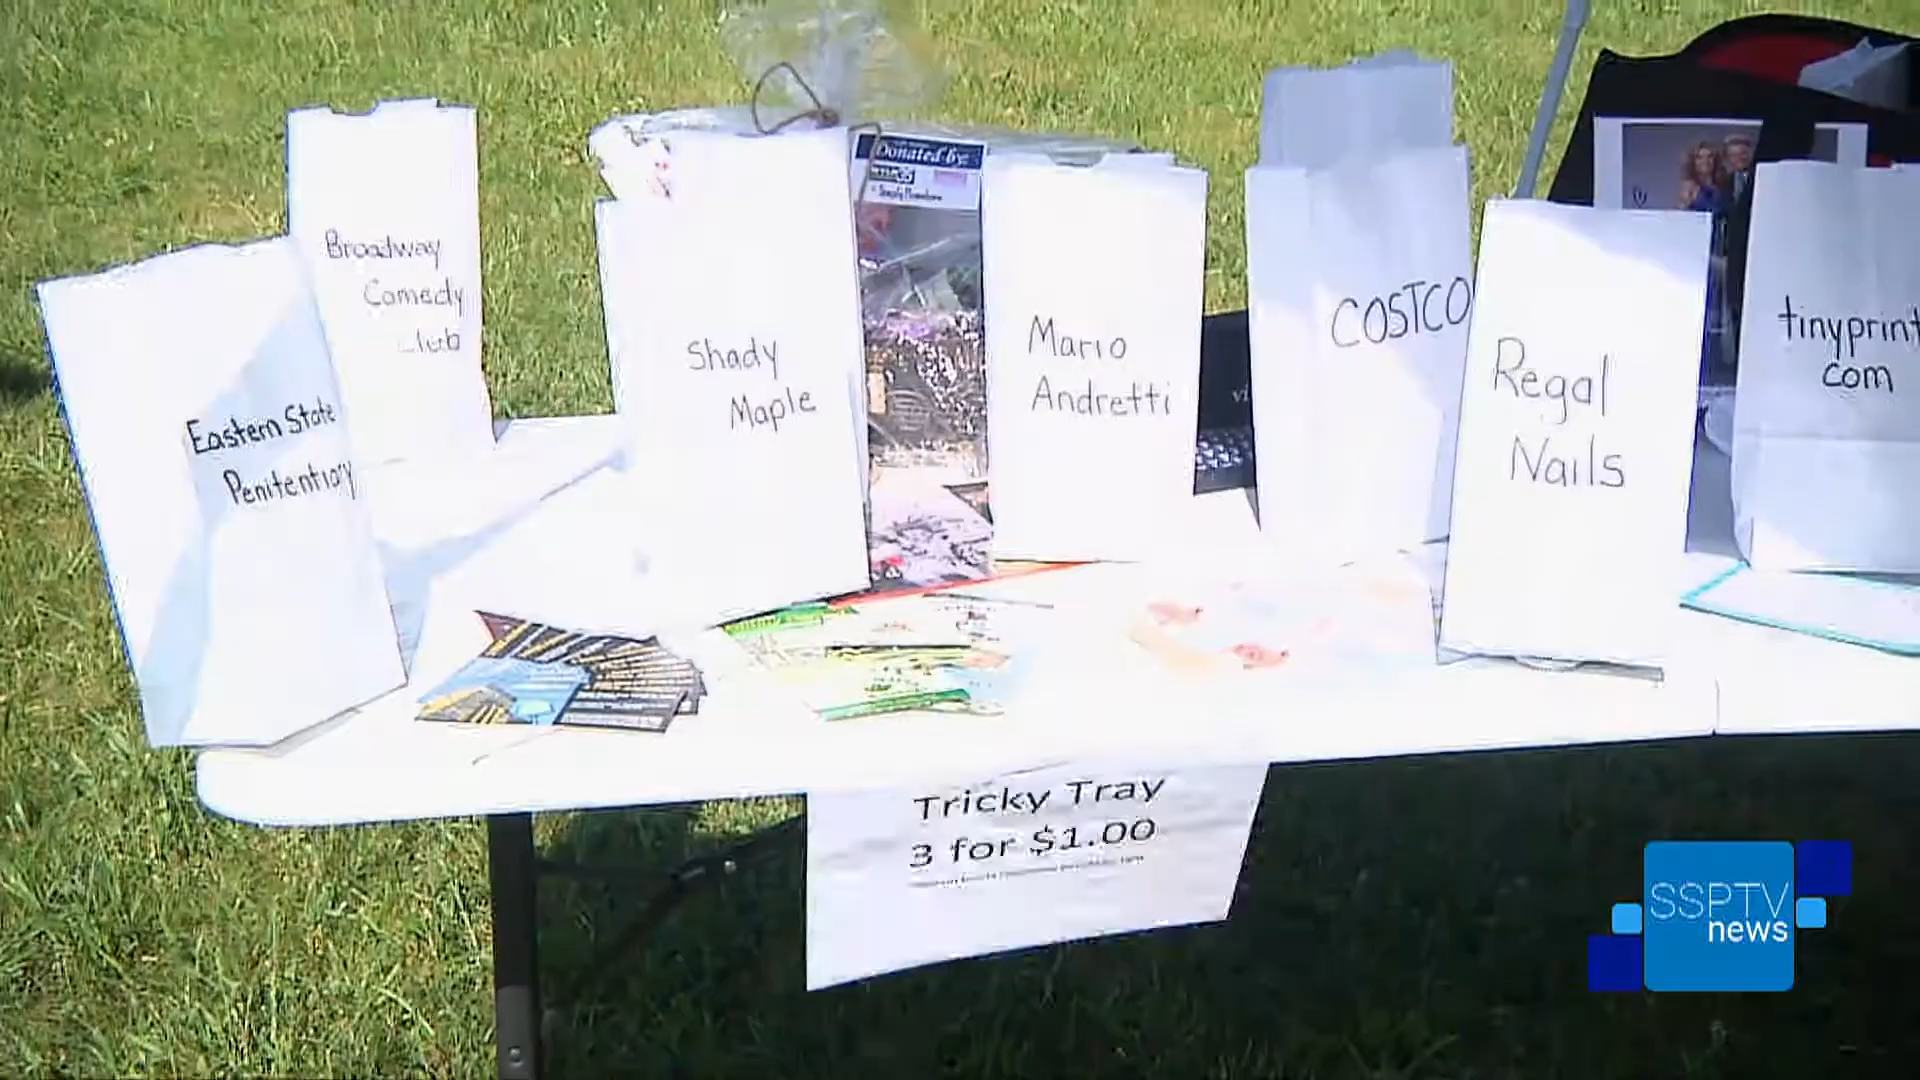 Broadway
Comedy
Club
Eastern State
Penitentiary
Shady
Maple
Donated by:
Mario
Andretti
COSTCO
Regal
Nails
tinyprint
com
Tricky Tray
3 for $1.00
SSPTV
news